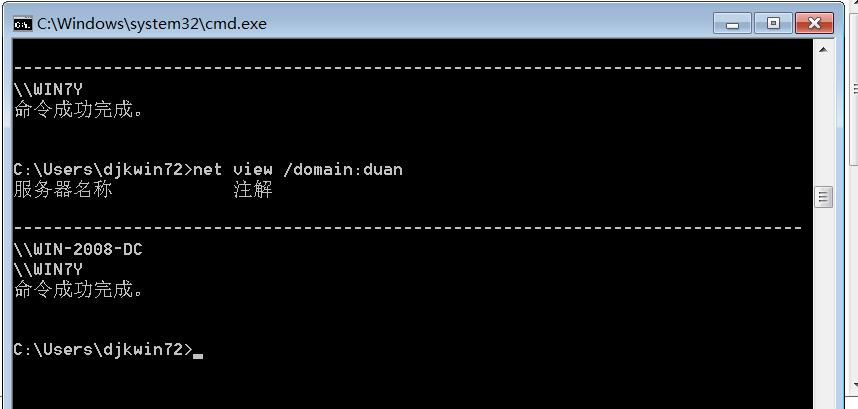 C:\Windows\system32\cmd.exe
--------------------------------------------------------------------------------
\\WIN7Y
命令成功完成。
C:\Users\djkwin72>net view /domain:duan
服务器名称            注解
--------------------------------------------------------------------------------
\\WIN-2008-DC
\\WIN7Y
命令成功完成。
C:\Users\djkwin72>